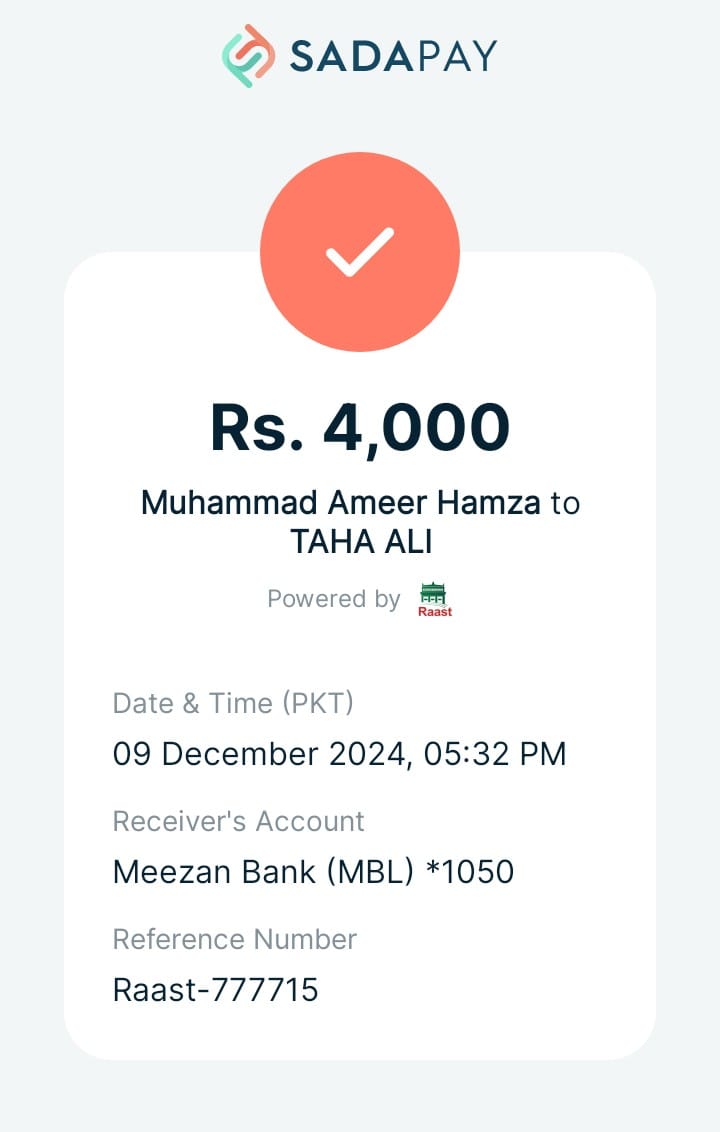 SADAPAY
Rs. 4,000
Muhammad Ameer Hamza to
TAHA ALI
Powered by Raast
Date & Time (PKT)
09 December 2024, 05:32 PM
Receiver's Account
Meezan Bank (MBL) *1050
Reference Number
Raast-777715